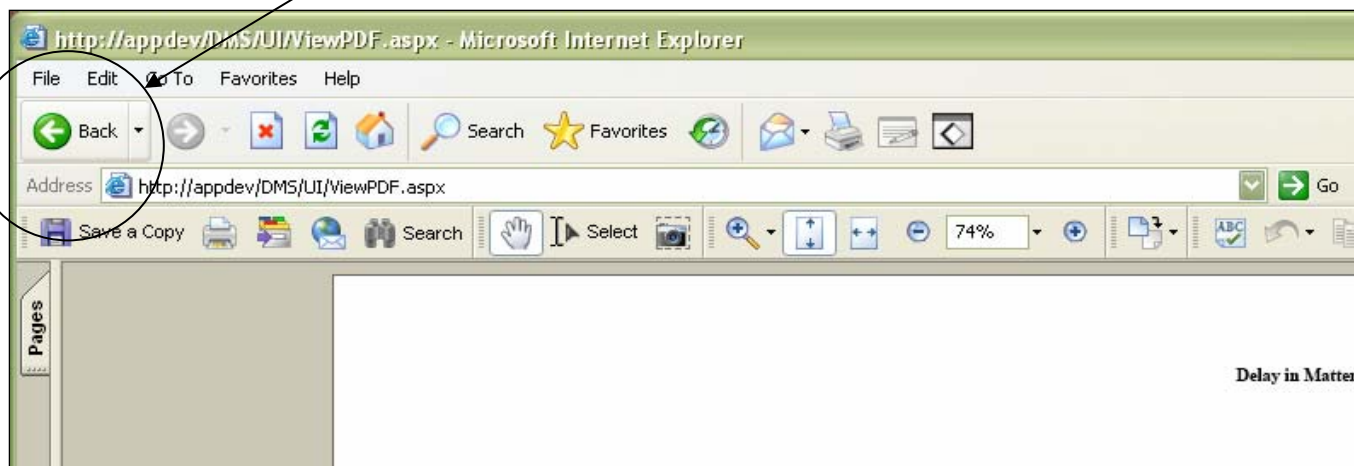 http://appdev/DMS/UI/ViewPDF.aspx - Microsoft Internet Explorer
File Edit Go To Favorites Help
Back Search Favorites
Address http://appdev/DMS/UI/ViewPDF.aspx Go
Save a Copy Search Select 74% ABC
Pages
Delay in Matter